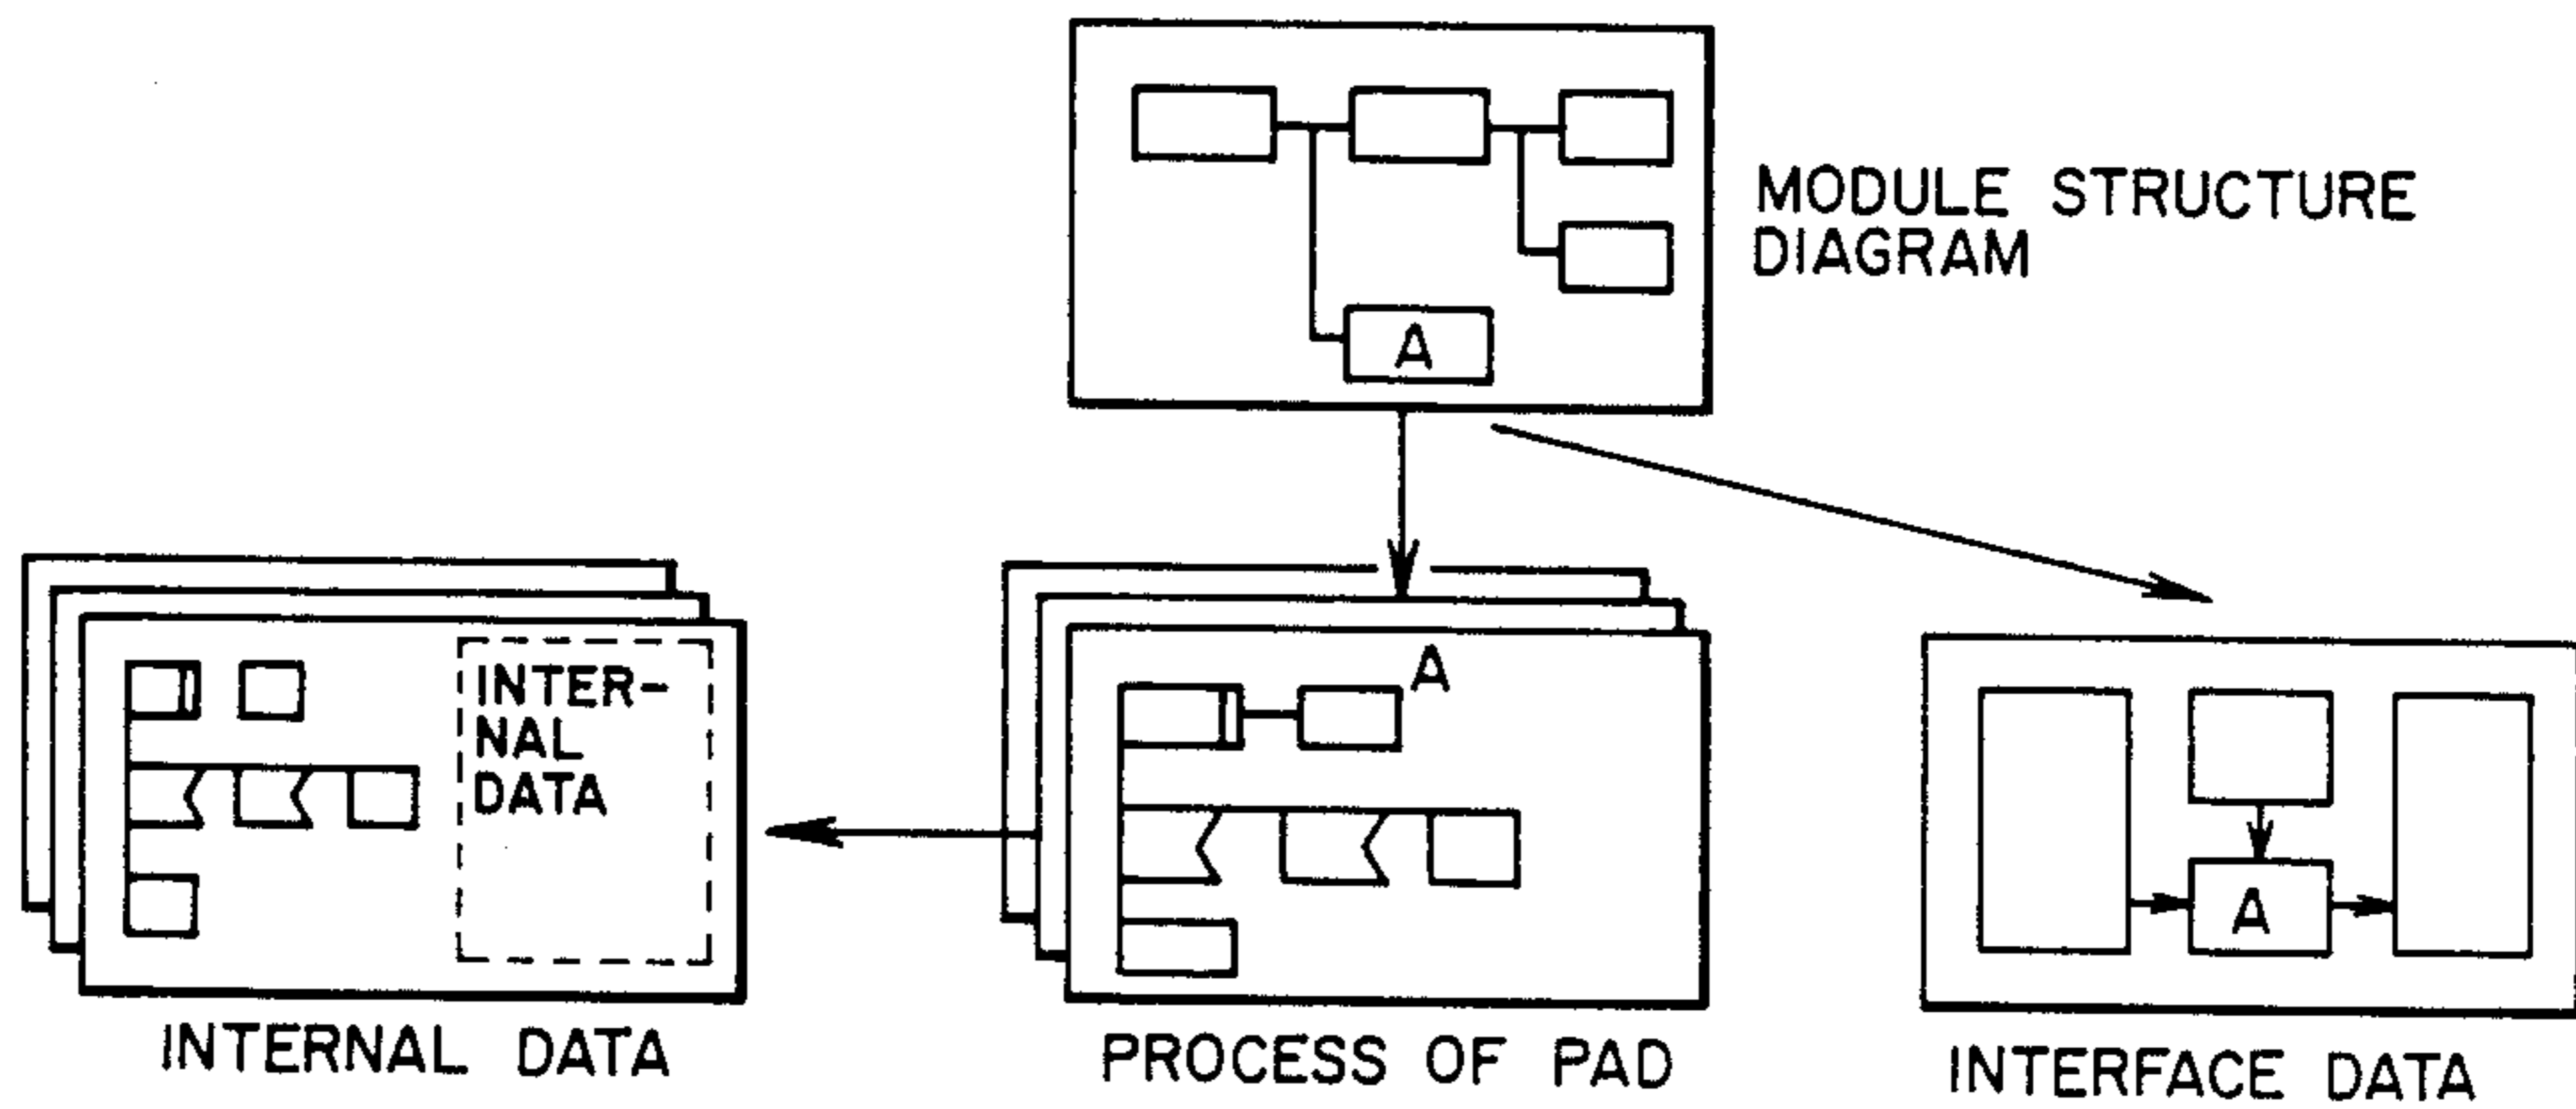 MODULE STRUCTURE
DIAGRAM
A
INTER-
NAL
DATA
A
A
INTERNAL DATA
PROCESS OF PAD
INTERFACE DATA